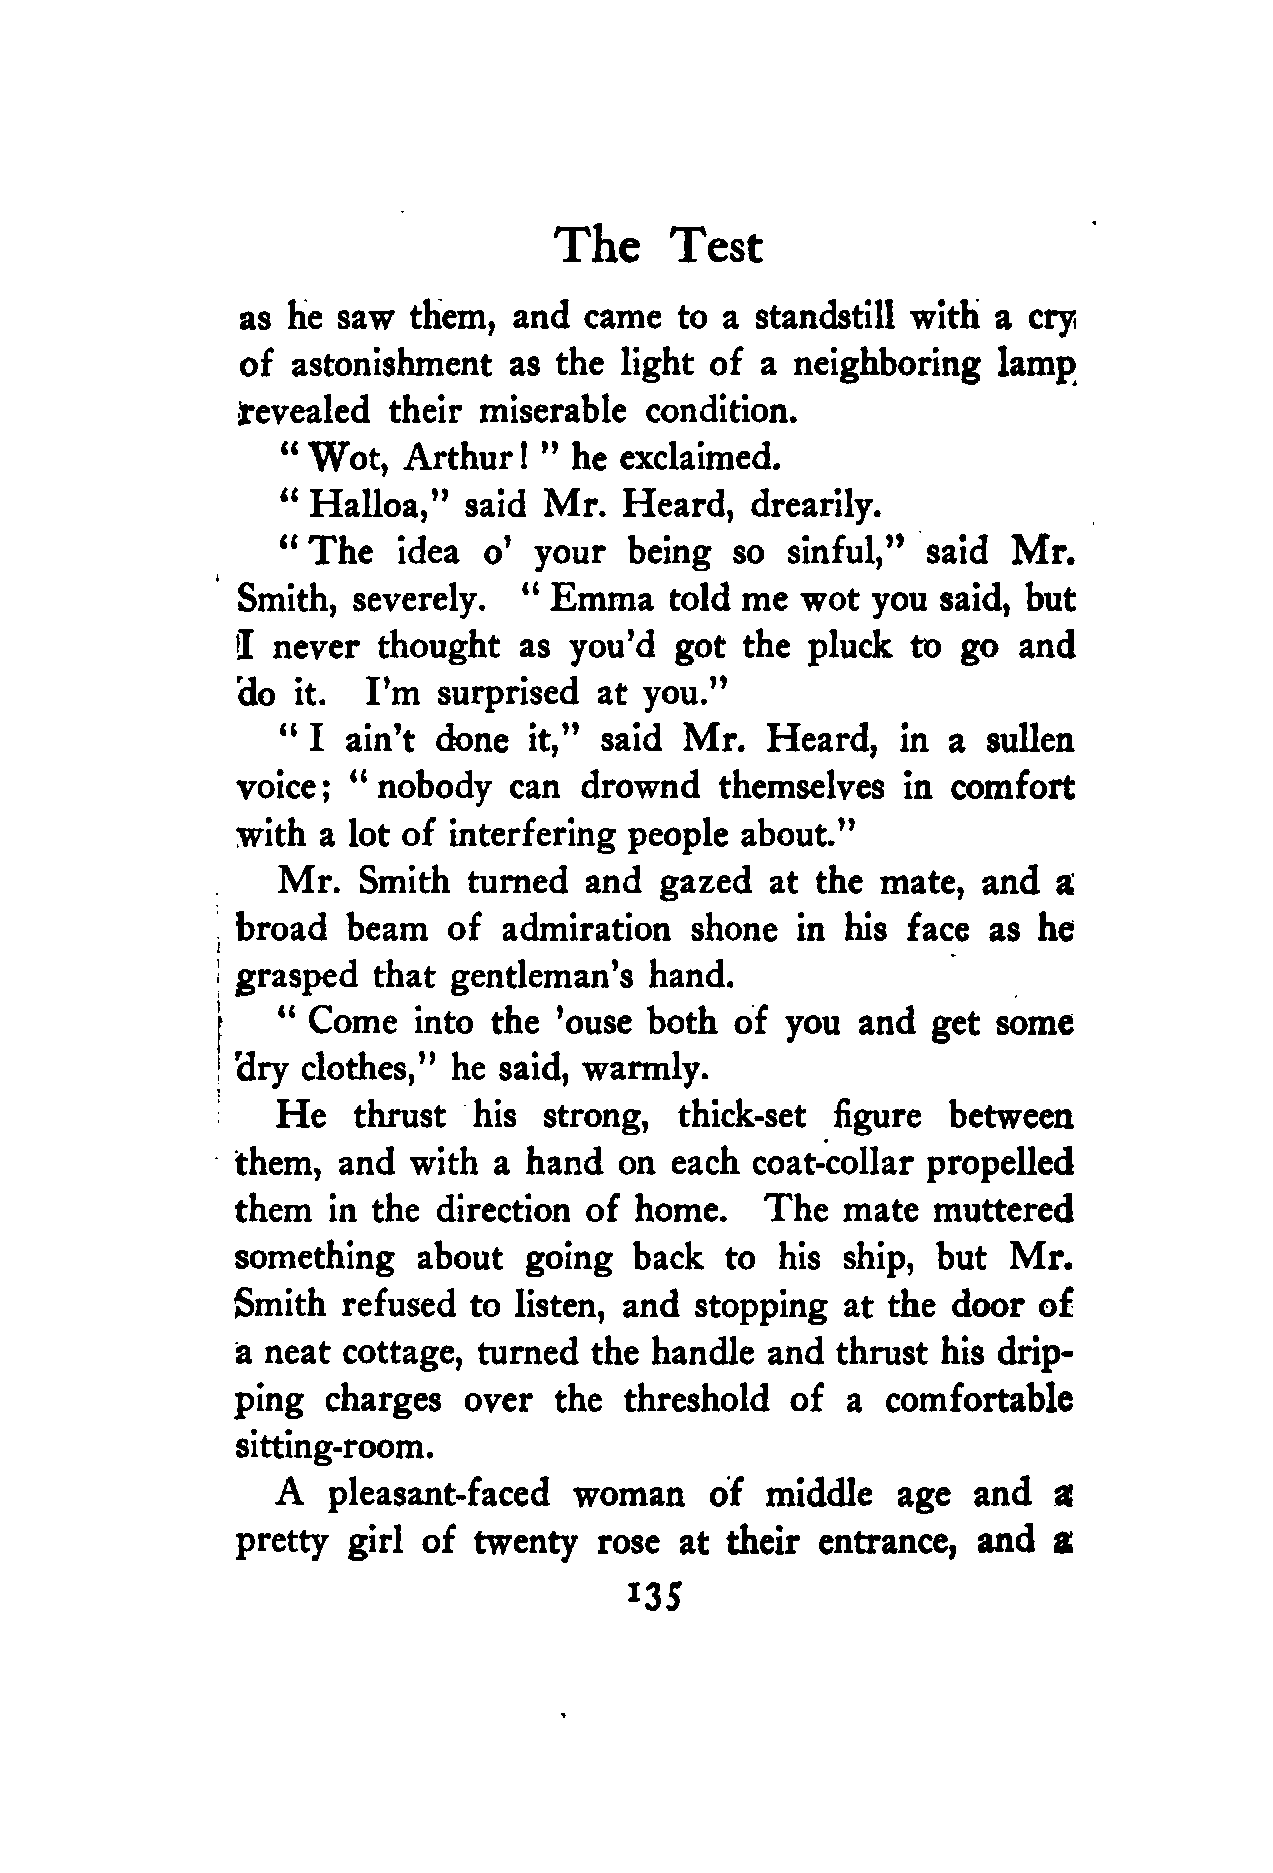 The Test
as he saw them, and came to a standstill with a cry
of astonishment as the light of a neighboring lamp
revealed their miserable condition.
" Wot, Arthur! " he exclaimed.
" Halloa," said Mr. Heard, drearily.
" The idea o' your being so sinful," said Mr.
Smith, severely. " Emma told me wot you said, but
I never thought as you'd got the pluck to go and
do it. I'm surprised at you."
" I ain't done it," said Mr. Heard, in a sullen
voice; " nobody can drownd themselves in comfort
with a lot of interfering people about."
Mr. Smith turned and gazed at the mate, and a
broad beam of admiration shone in his face as he
grasped that gentleman's hand.
" Come into the 'ouse both of you and get some
dry clothes," he said, warmly.
He thrust his strong, thick-set figure between
them, and with a hand on each coat-collar propelled
them in the direction of home. The mate muttered
something about going back to his ship, but Mr.
Smith refused to listen, and stopping at the door of
a neat cottage, turned the handle and thrust his drip-
ping charges over the threshold of a comfortable
sitting-room.
A pleasant-faced woman of middle age and a
pretty girl of twenty rose at their entrance, and a
135